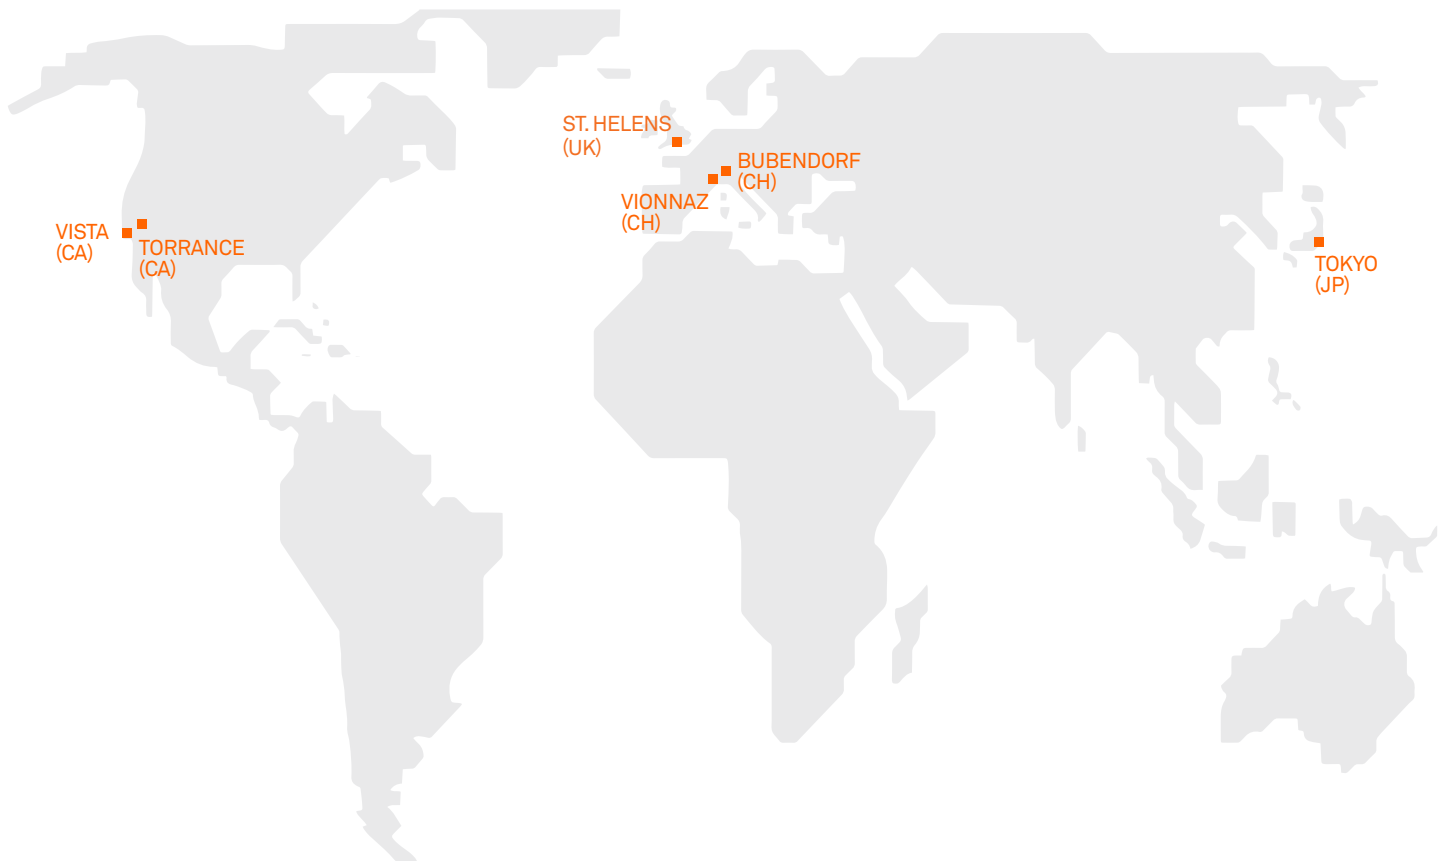 ST. HELENS
(UK)
BUBENDORF
(CH)
VIONNAZ
(CH)
VISTA
(CA)
TORRANCE
(CA)
TOKYO
(JP)